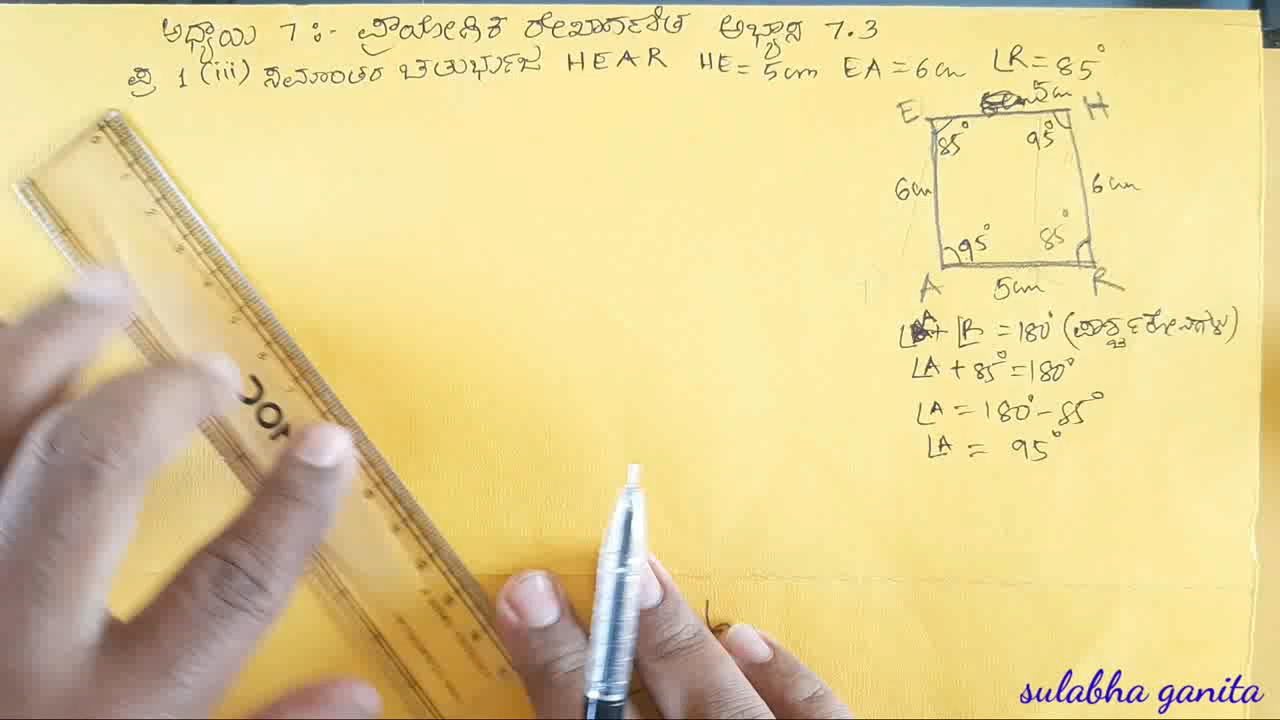 ಅಧ್ಯಾಯ 7:- ಪ್ರಾಯೋಗಿಕ ರೇಖಾಗಣಿತ ಅಭ್ಯಾಸ 7.3
ಪ್ರ 1 (iii) ಸಮಾಂತರ ಚತುರ್ಭುಜ HEAR HE = 5cm EA = 6cm ∠R = 85°
5cm
E H
85° 95°
6cm 6cm
95° 85°
A R
5cm
∠A + ∠R = 180° (ಪಾರ್ಶ್ವ ಕೋನಗಳು)
∠A + 85° = 180°
∠A = 180° - 85°
∠A = 95°
sulabha ganita